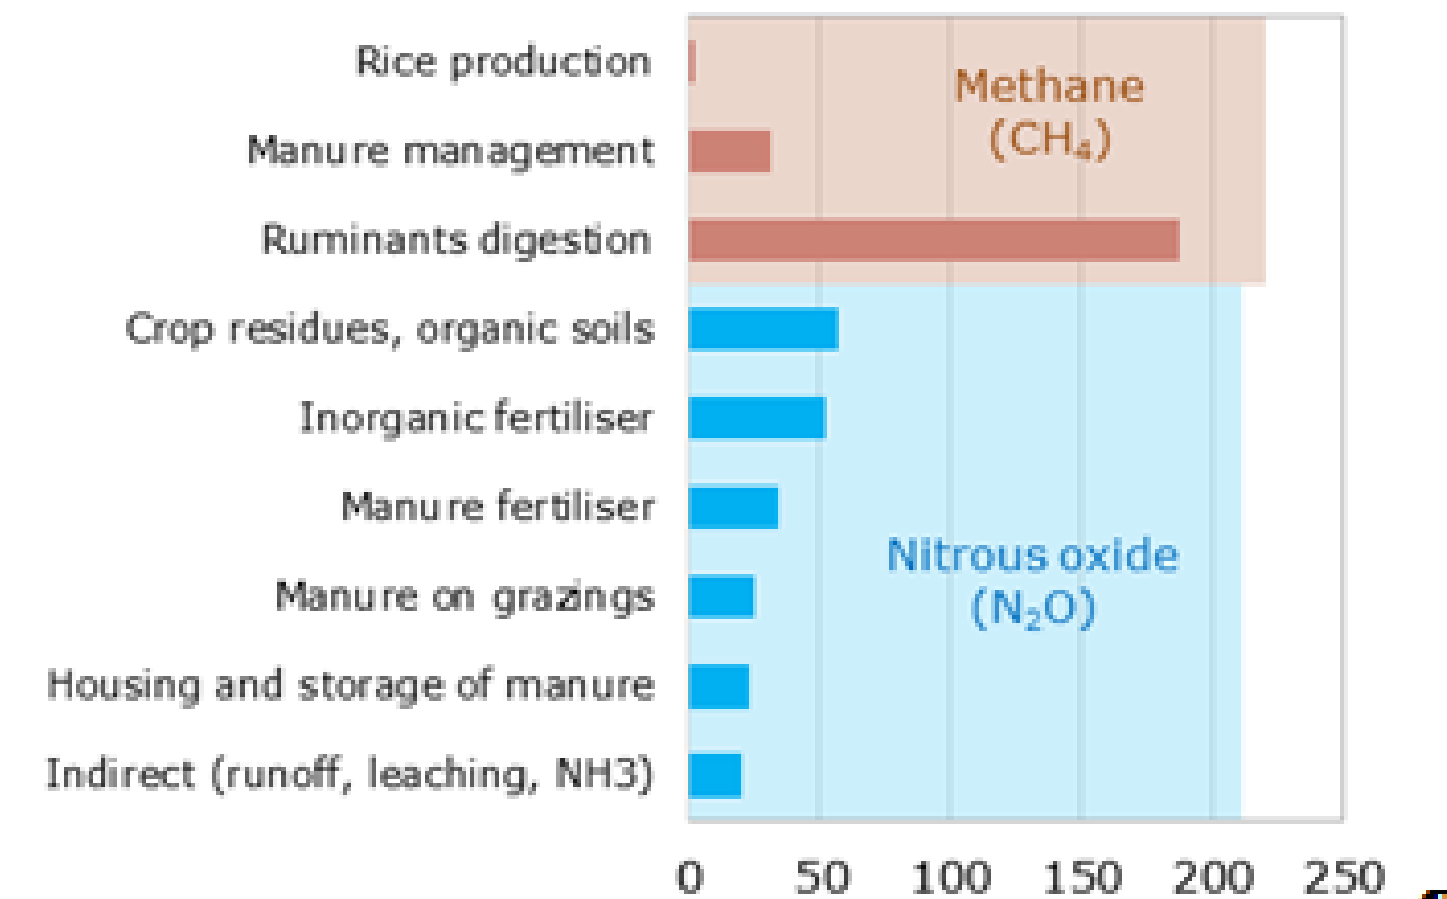 Rice production
Methane
(CH₄)
Manure management
Ruminants digestion
Crop residues, organic soils
Inorganic fertiliser
Manure fertiliser
Nitrous oxide
(N₂O)
Manure on grazings
Housing and storage of manure
Indirect (runoff, leaching, NH3)
0 50 100 150 200 250